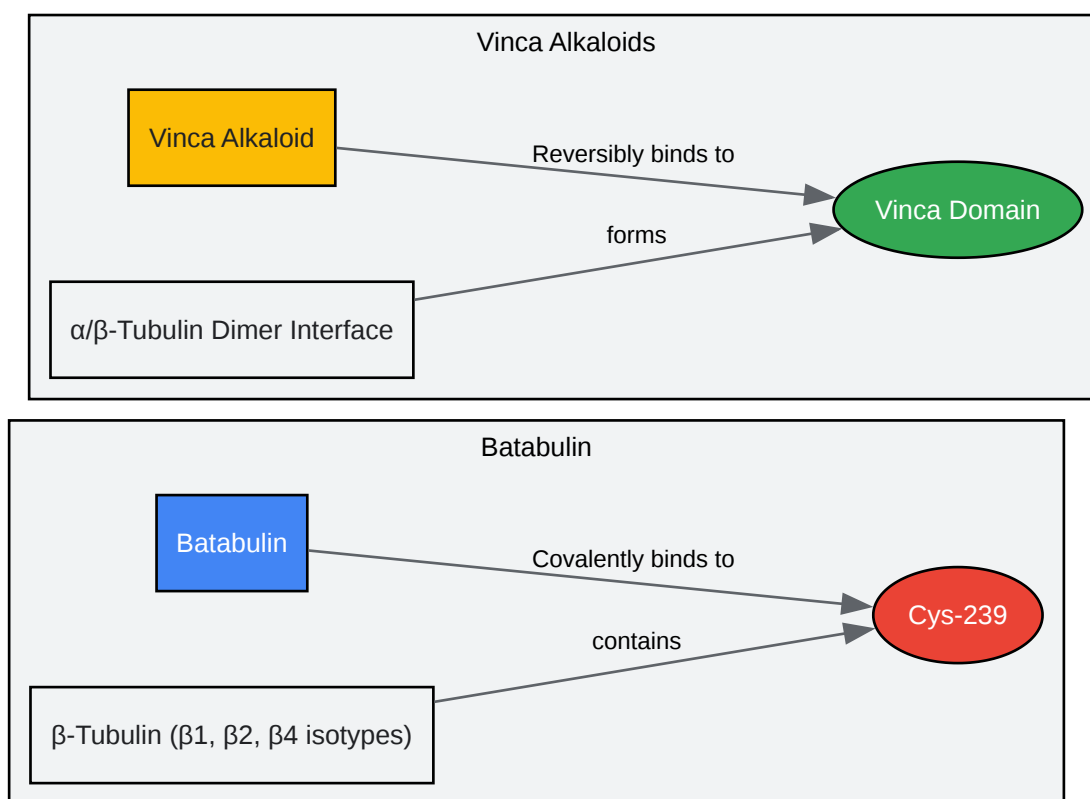 Vinca Alkaloids
Vinca Alkaloid
Reversibly binds to
Vinca Domain
forms
α/β-Tubulin Dimer Interface
Batabulin
Batabulin
Covalently binds to
Cys-239
contains
β-Tubulin (β1, β2, β4 isotypes)